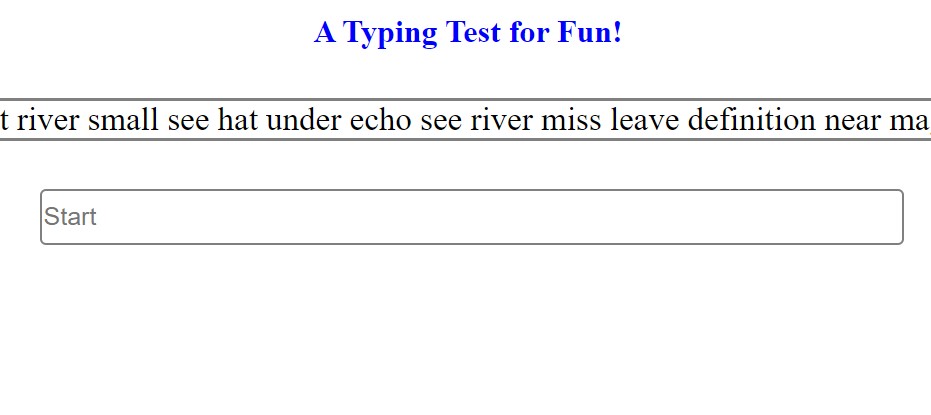 A Typing Test for Fun!
t river small see hat under echo see river miss leave definition near ma
Start